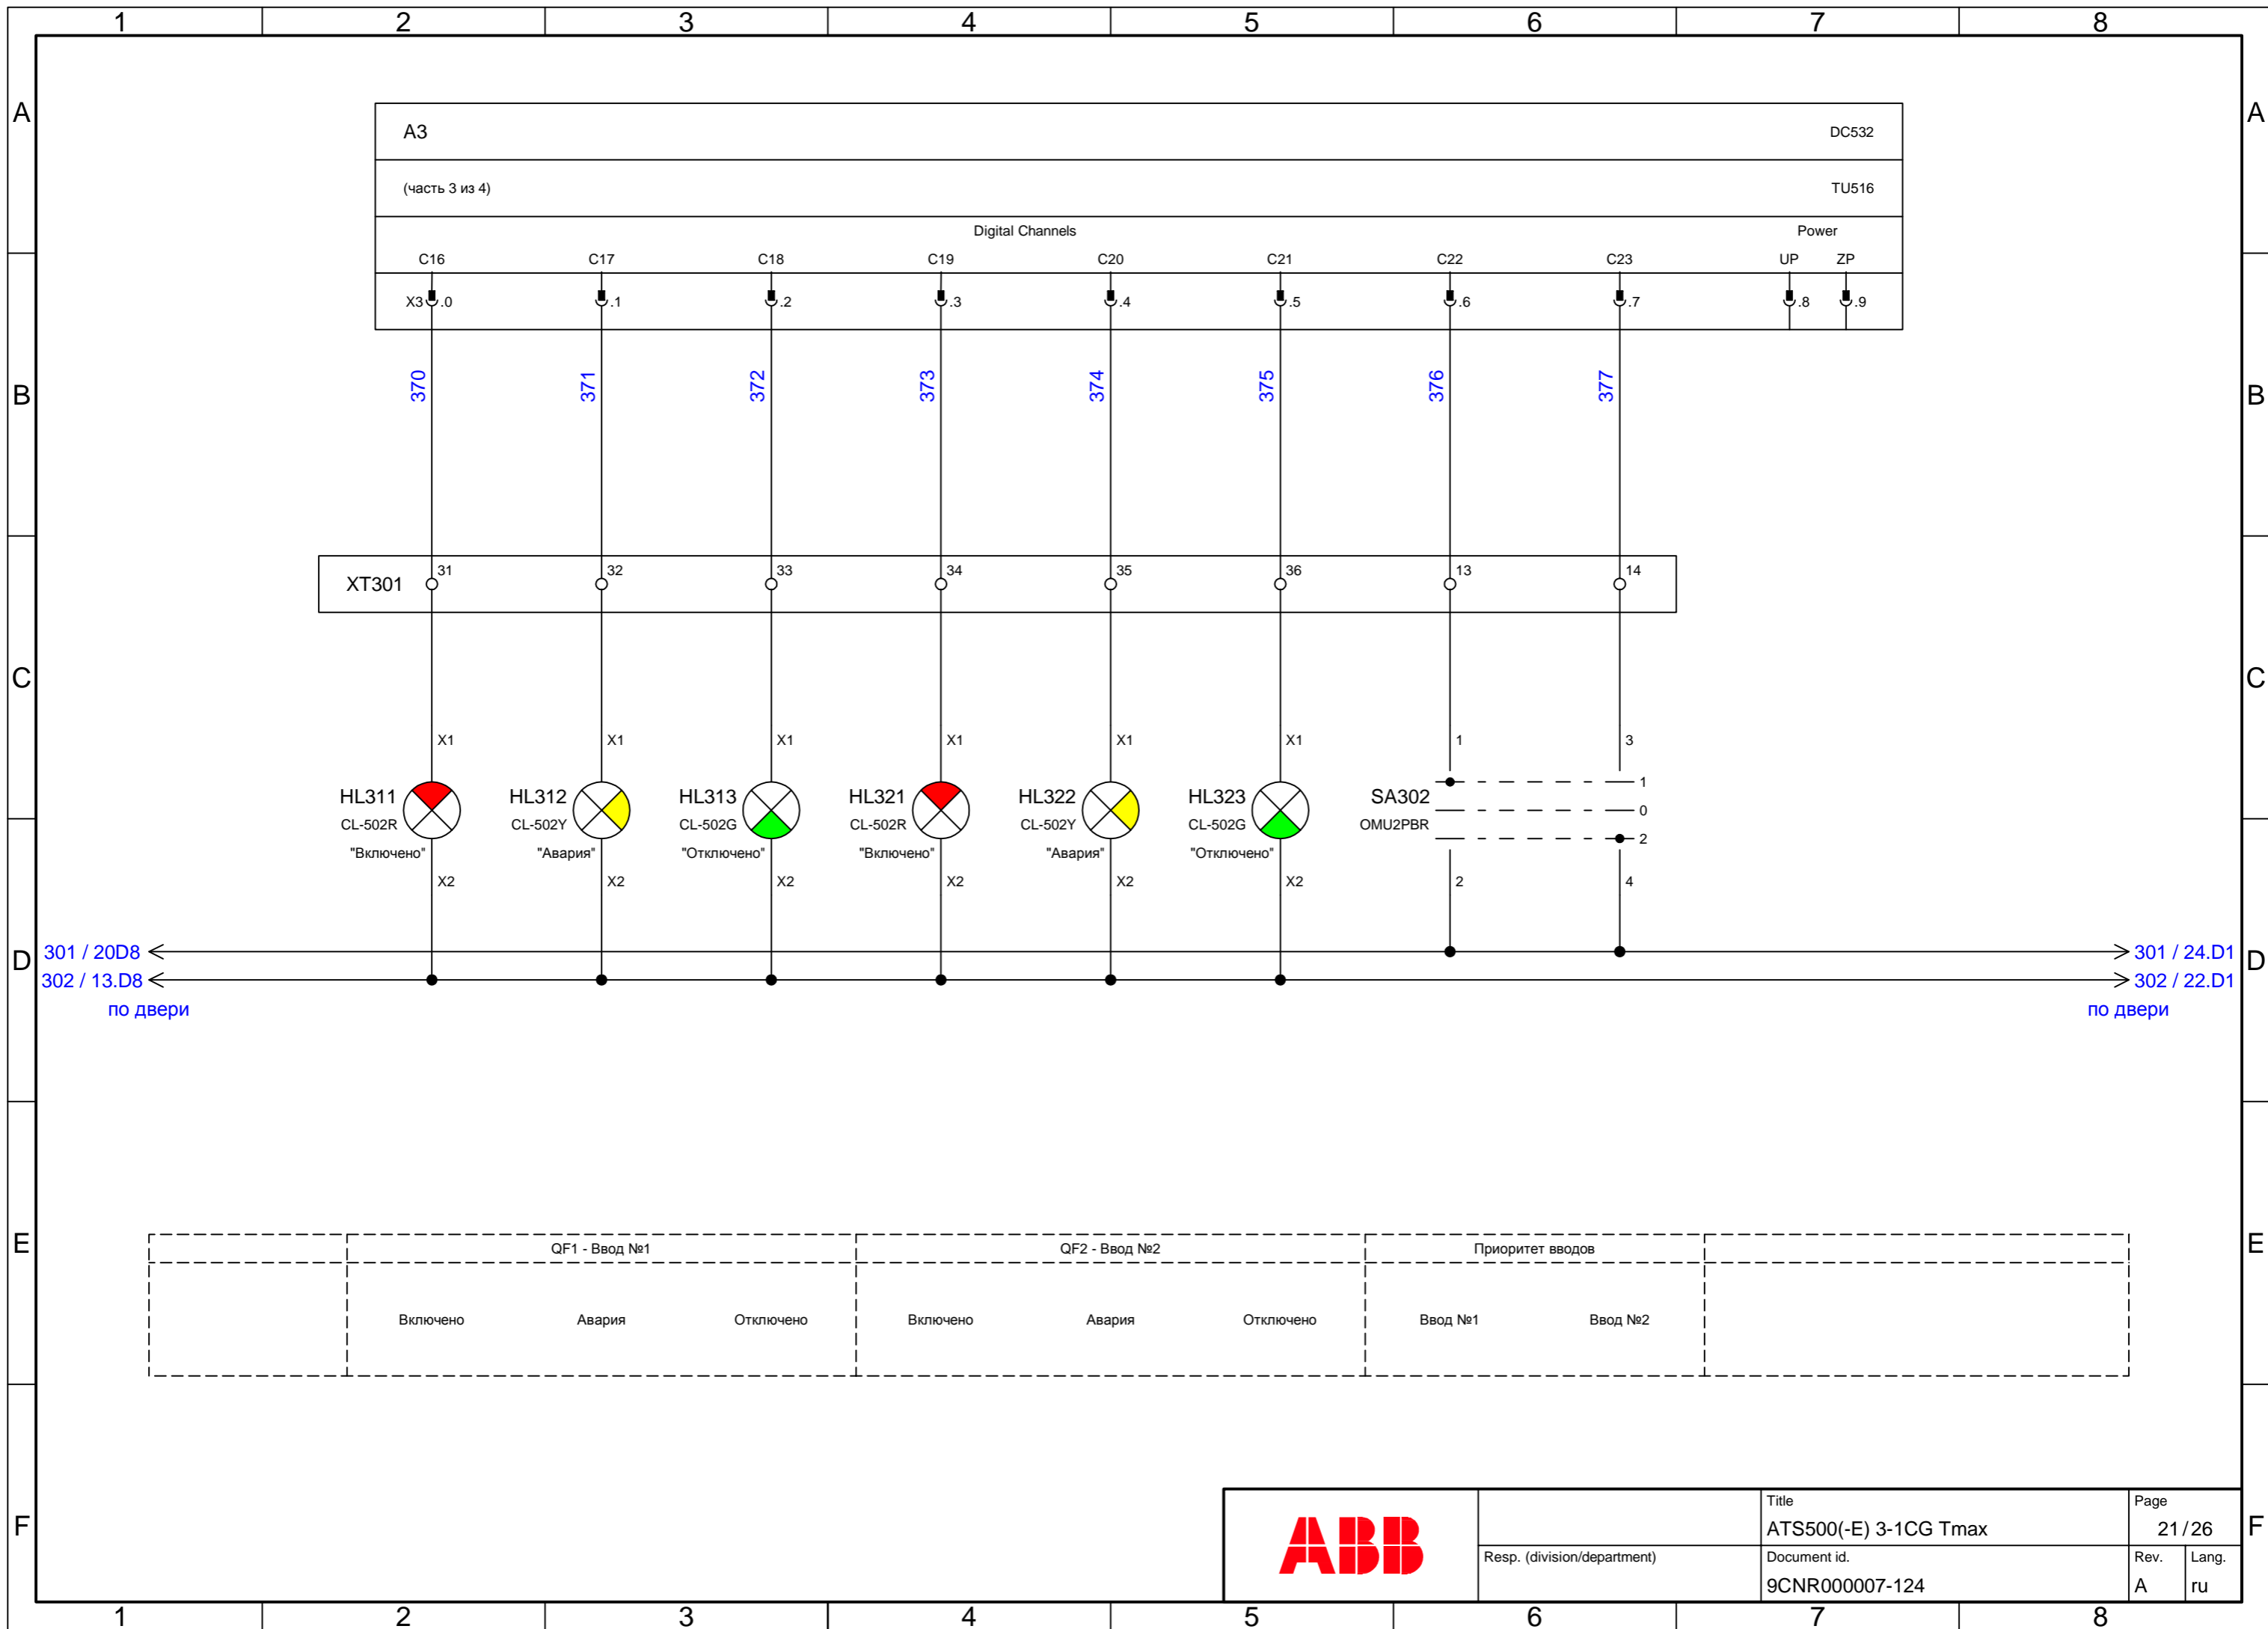 1 2 3 4 5 6 7 8
A A
A3 DC532
(часть 3 из 4) TU516
Digital Channels Power
C16 C17 C18 C19 C20 C21 C22 C23 UP ZP
X3 .0 .1 .2 .3 .4 .5 .6 .7 .8 .9
B 370 371 372 373 374 375 376 377 B
XT301 31 32 33 34 35 36 13 14
C C
X1 X1 X1 X1 X1 X1 1 3
1
HL311 HL312 HL313 HL321 HL322 HL323 SA302 0
CL-502R CL-502Y CL-502G CL-502R CL-502Y CL-502G OMU2PBR
2
"Включено" "Авария" "Отключено" "Включено" "Авария" "Отключено"
X2 X2 X2 X2 X2 X2 2 4
D 301 / 20D8 301 / 24.D1 D
302 / 13.D8 302 / 22.D1
по двери по двери
E E
QF1 - Ввод №1 QF2 - Ввод №2 Приоритет вводов
Включено Авария Отключено Включено Авария Отключено Ввод №1 Ввод №2
F F
ABB
Title Page
ATS500(-E) 3-1CG Tmax 21/26
Resp. (division/department) Document id. Rev. Lang.
9CNR000007-124 A ru
1 2 3 4 5 6 7 8